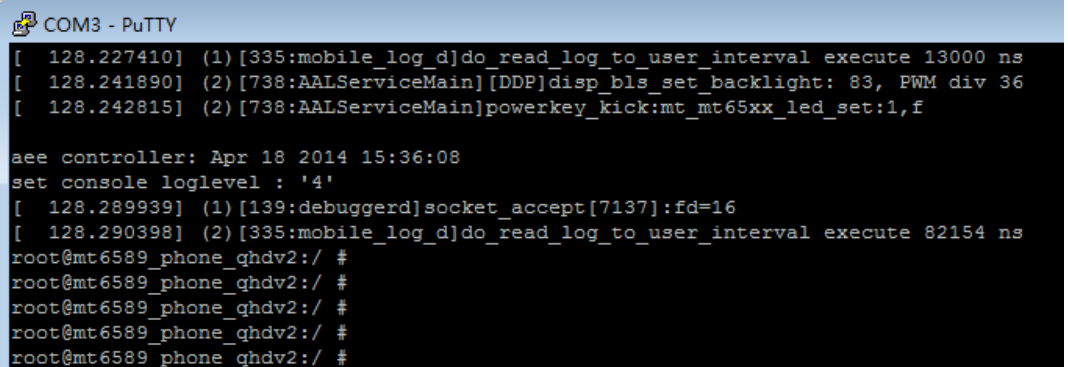 COM3 - PuTTY
[  128.227410] (1)[335:mobile_log_d]do_read_log_to_user_interval execute 13000 ns
[  128.241890] (2)[738:AALServiceMain][DDP]disp_bls_set_backlight: 83, PWM div 36
[  128.242815] (2)[738:AALServiceMain]powerkey_kick:mt_mt65xx_led_set:1,f
aee controller: Apr 18 2014 15:36:08
set console loglevel : '4'
[  128.289939] (1)[139:debuggerd]socket_accept[7137]:fd=16
[  128.290398] (2)[335:mobile_log_d]do_read_log_to_user_interval execute 82154 ns
root@mt6589_phone_qhdv2:/ #
root@mt6589_phone_qhdv2:/ #
root@mt6589_phone_qhdv2:/ #
root@mt6589_phone_qhdv2:/ #
root@mt6589_phone_qhdv2:/ #